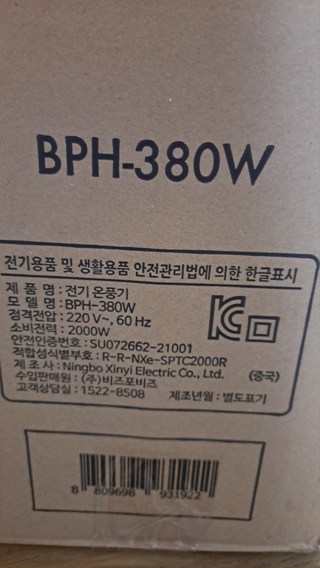 BPH-380W
전기용품 및 생활용품 안전관리법에 의한 한글표시
제 품 명 : 전기 온풍기
모 델 명 : BPH-380W
정격전압 : 220 V~, 60 Hz
소비전력 : 2000W
안전인증번호 : SU072662-21001
적합성식별부호 : R-R-NXe-SPTC2000R
제 조 사 : Ningbo Xinyi Electric Co., Ltd. (중국)
수입판매원 : (주)비즈포비즈
고객상담실 : 1522-8508 제조년월 : 별도표기
8 809698 931922